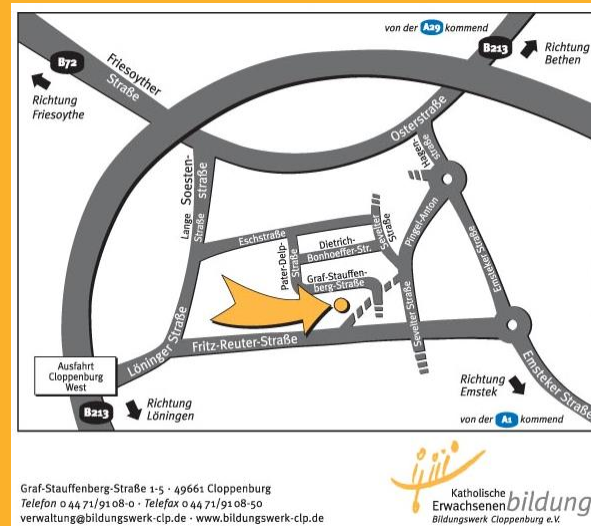 von der A29 kommend
B213
Richtung
Bethen
B72
Friesoyther
Straße
Richtung
Friesoythe
Osterstraße
Hagen-
straße
Soesten-
straße
Lange
Straße
Eschstraße
Sevelter
Straße
Pingel-Anton
Dietrich-
Bonhoeffer-Str.
Pater-Delp-
Straße
Graf-Stauffen-
berg-Straße
Emsteker Straße
Sevelter Straße
Fritz-Reuter-Straße
Löninger Straße
Ausfahrt
Cloppenburg
West
B213
Richtung
Löningen
Richtung
Emstek
Emsteker Straße
von der A1 kommend
Graf-Stauffenberg-Straße 1-5 · 49661 Cloppenburg
Telefon 0 44 71/91 08-0 · Telefax 0 44 71/91 08-50
verwaltung@bildungswerk-clp.de · www.bildungswerk-clp.de
Katholische
Erwachsenenbildung
Bildungswerk Cloppenburg e.V.